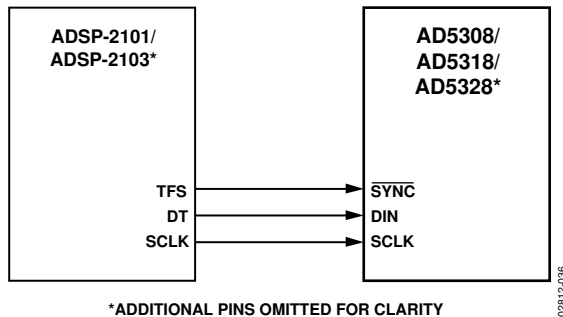 ADSP-2101/
ADSP-2103*
AD5308/
AD5318/
AD5328*
TFS
DT
SCLK
SYNC
DIN
SCLK
*ADDITIONAL PINS OMITTED FOR CLARITY
02812-036